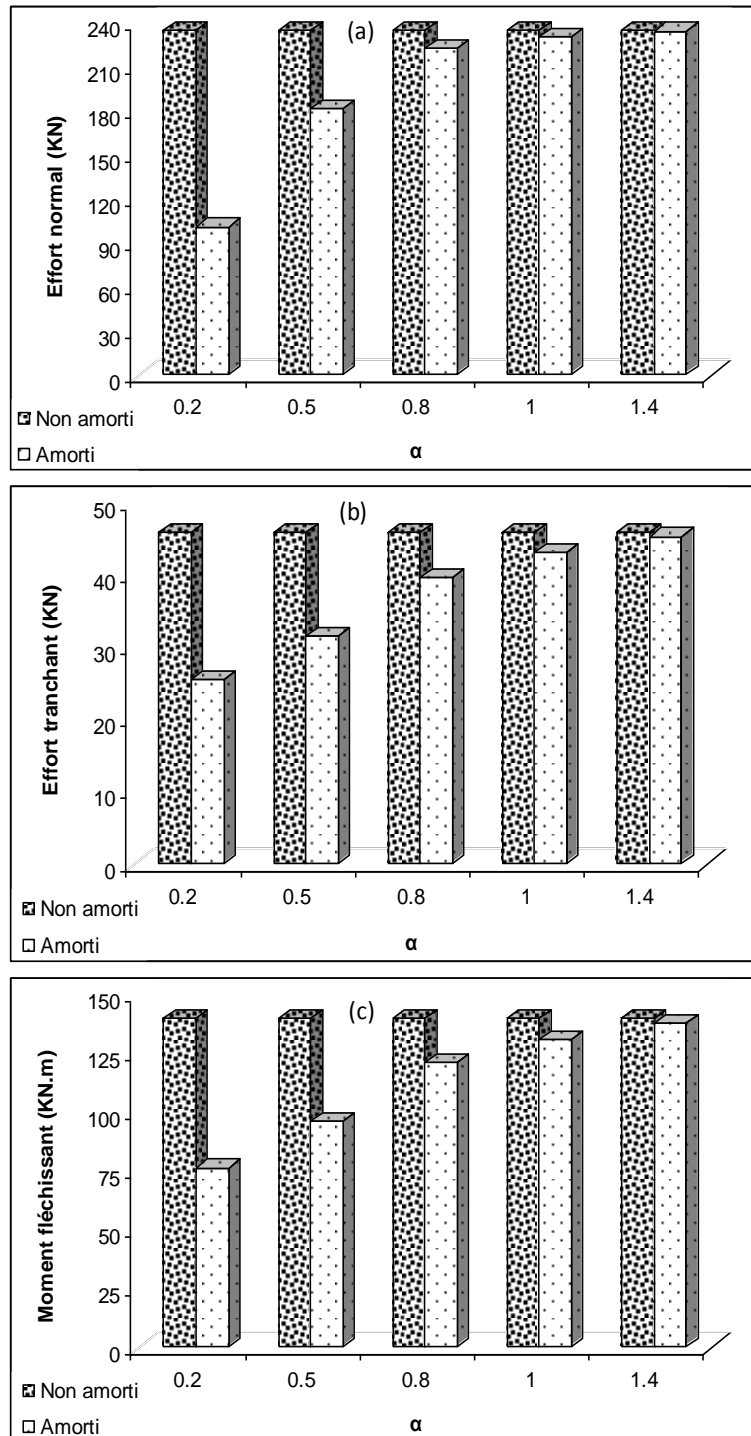 (a)
Effort normal (KN)
240
210
180
150
120
90
60
30
0
0.2 0.5 0.8 1 1.4
α
Non amorti
Amorti
(b)
Effort tranchant (KN)
50
40
30
20
10
0
0.2 0.5 0.8 1 1.4
α
Non amorti
Amorti
(c)
Moment fléchissant (KN.m)
150
125
100
75
50
25
0
0.2 0.5 0.8 1 1.4
α
Non amorti
Amorti